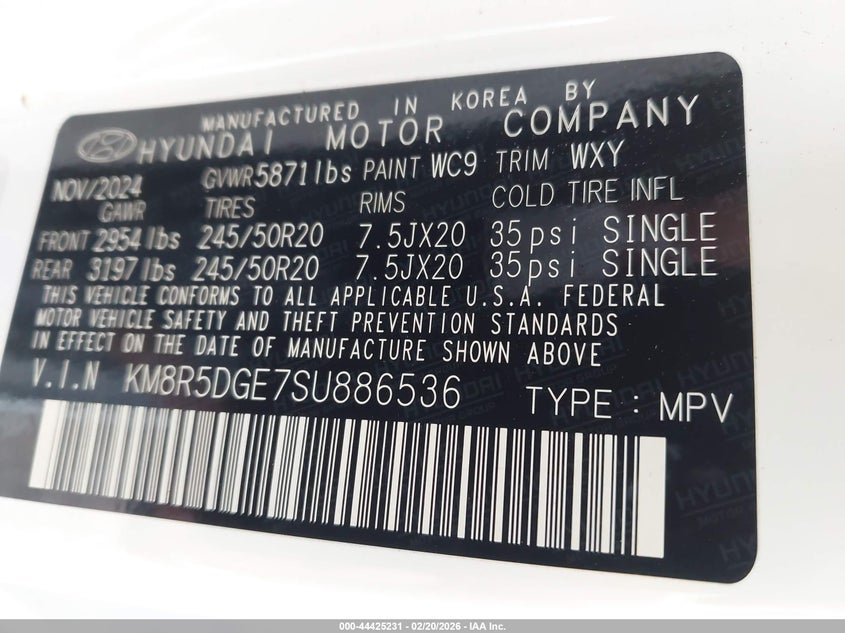 MANUFACTURED IN KOREA BY
HYUNDAI MOTOR COMPANY
NOV/2024 GVWR 5871lbs PAINT WC9 TRIM WXY
GAWR TIRES RIMS COLD TIRE INFL
FRONT 2954 lbs 245/50R20 7.5JX20 35psi SINGLE
REAR 3197 lbs 245/50R20 7.5JX20 35psi SINGLE
THIS VEHICLE CONFORMS TO ALL APPLICABLE U.S.A. FEDERAL
MOTOR VEHICLE SAFETY AND THEFT PREVENTION STANDARDS
IN EFFECT ON THE DATE OF MANUFACTURE SHOWN ABOVE
V.I.N KM8R5DGE7SU886536 TYPE : MPV
000-44425231 - 02/20/2026 - IAA Inc.